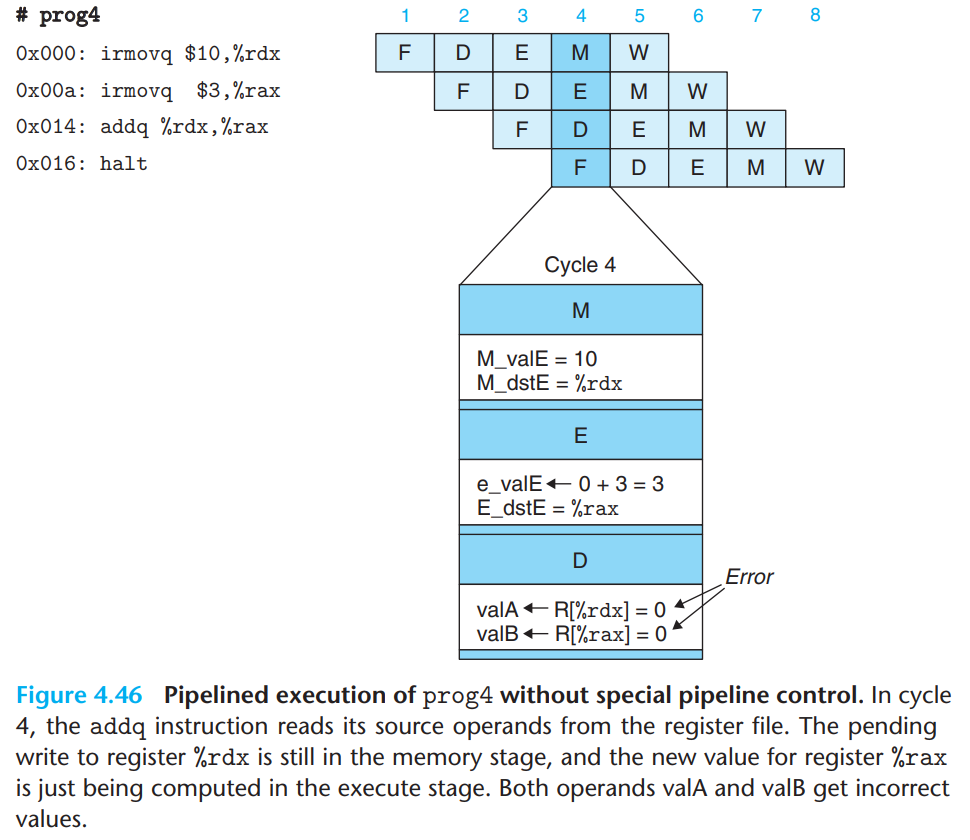 # prog4
1 2 3 4 5 6 7 8
0x000: irmovq $10,%rdx F D E M W
0x00a: irmovq $3,%rax F D E M W
0x014: addq %rdx,%rax F D E M W
0x016: halt F D E M W
Cycle 4
M
M_valE = 10
M_dstE = %rdx
E
e_valE ← 0 + 3 = 3
E_dstE = %rax
D
Error
valA ← R[%rdx] = 0
valB ← R[%rax] = 0
Figure 4.46 Pipelined execution of prog4 without special pipeline control. In cycle
4, the addq instruction reads its source operands from the register file. The pending
write to register %rdx is still in the memory stage, and the new value for register %rax
is just being computed in the execute stage. Both operands valA and valB get incorrect
values.